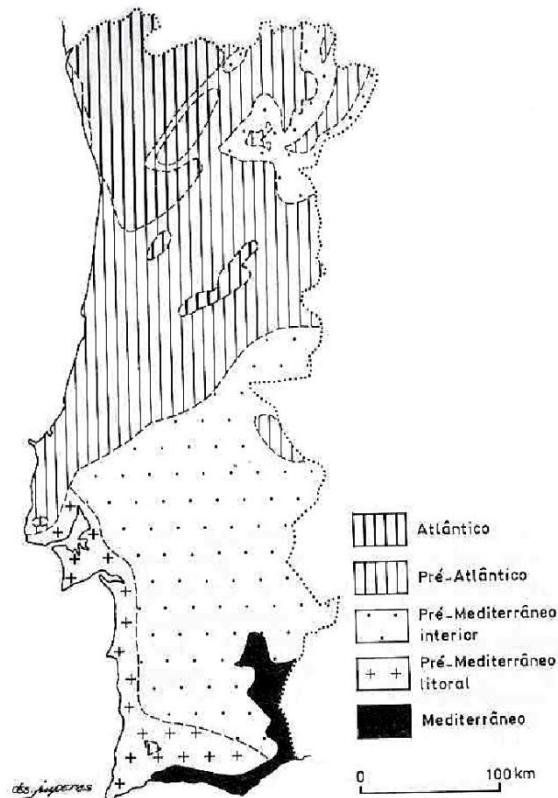 Atlântico
Pré-Atlântico
Pré-Mediterrâneo
interior
Pré-Mediterrâneo
litoral
Mediterrâneo
0 100 km